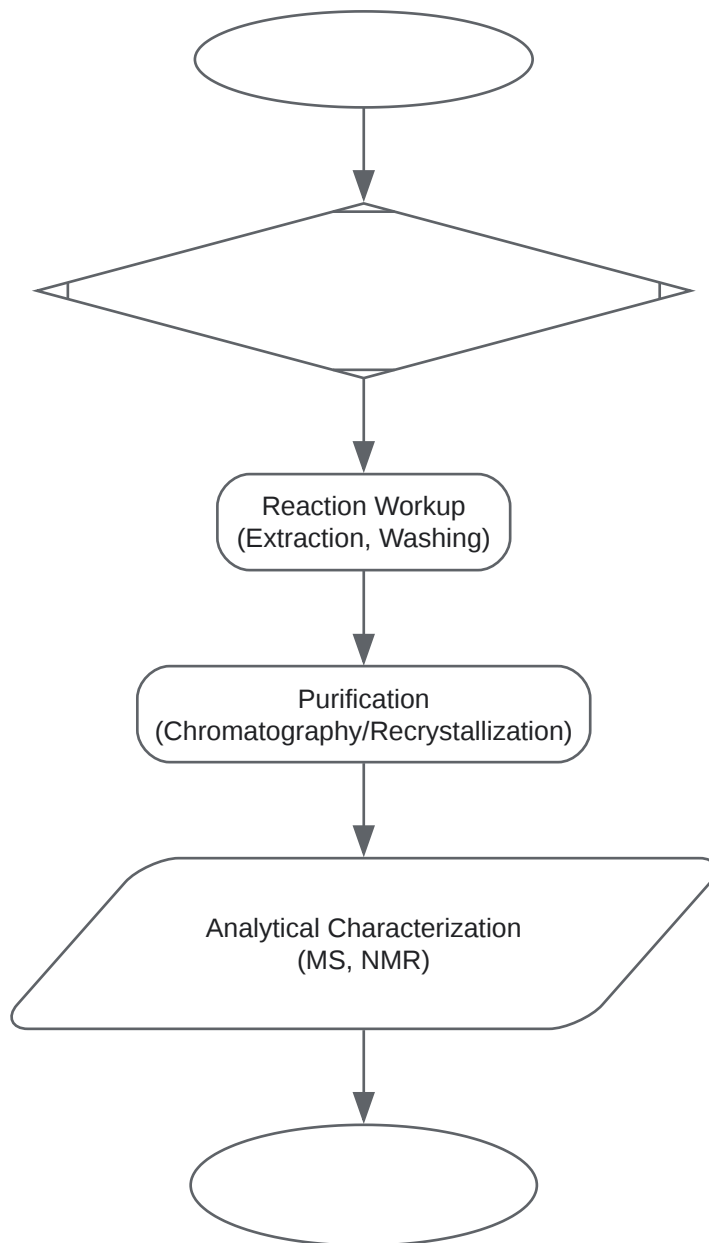 Reaction Workup
(Extraction, Washing)
Purification
(Chromatography/Recrystallization)
Analytical Characterization
(MS, NMR)